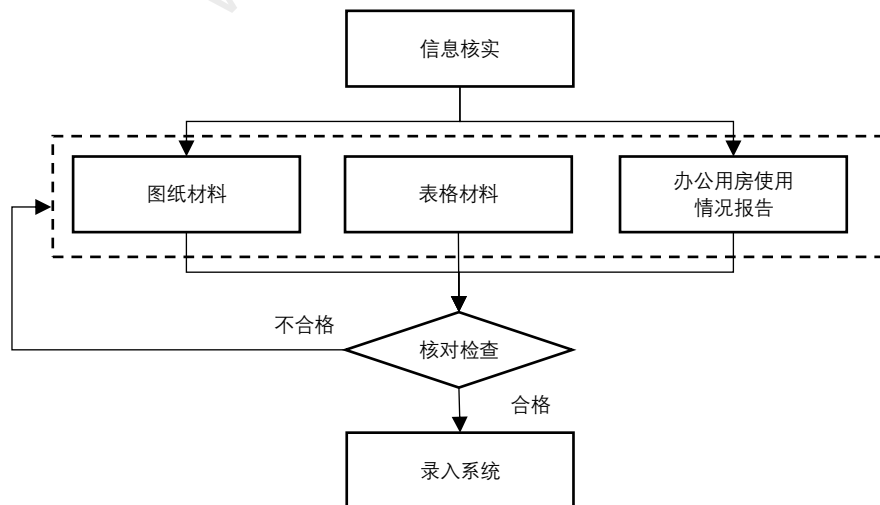 信息核实
图纸材料
表格材料
办公用房使用
情况报告
不合格
核对检查
合格
录入系统